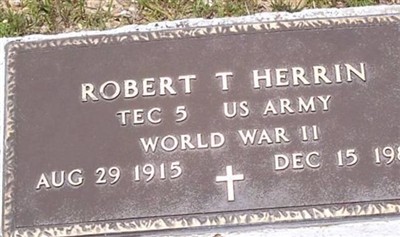 ROBERT T HERRIN
TEC 5 US ARMY
WORLD WAR II
AUG 29 1915 DEC 15